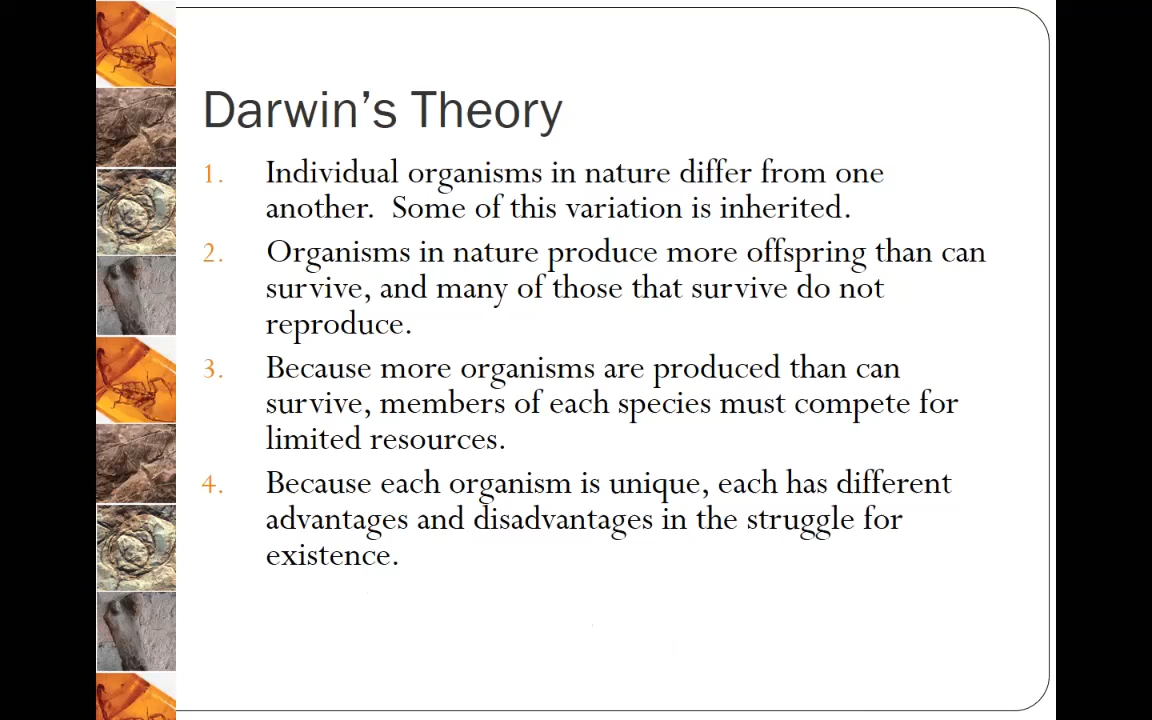 Darwin's Theory
1. Individual organisms in nature differ from one
another.  Some of this variation is inherited.
2. Organisms in nature produce more offspring than can
survive, and many of those that survive do not
reproduce.
3. Because more organisms are produced than can
survive, members of each species must compete for
limited resources.
4. Because each organism is unique, each has different
advantages and disadvantages in the struggle for
existence.